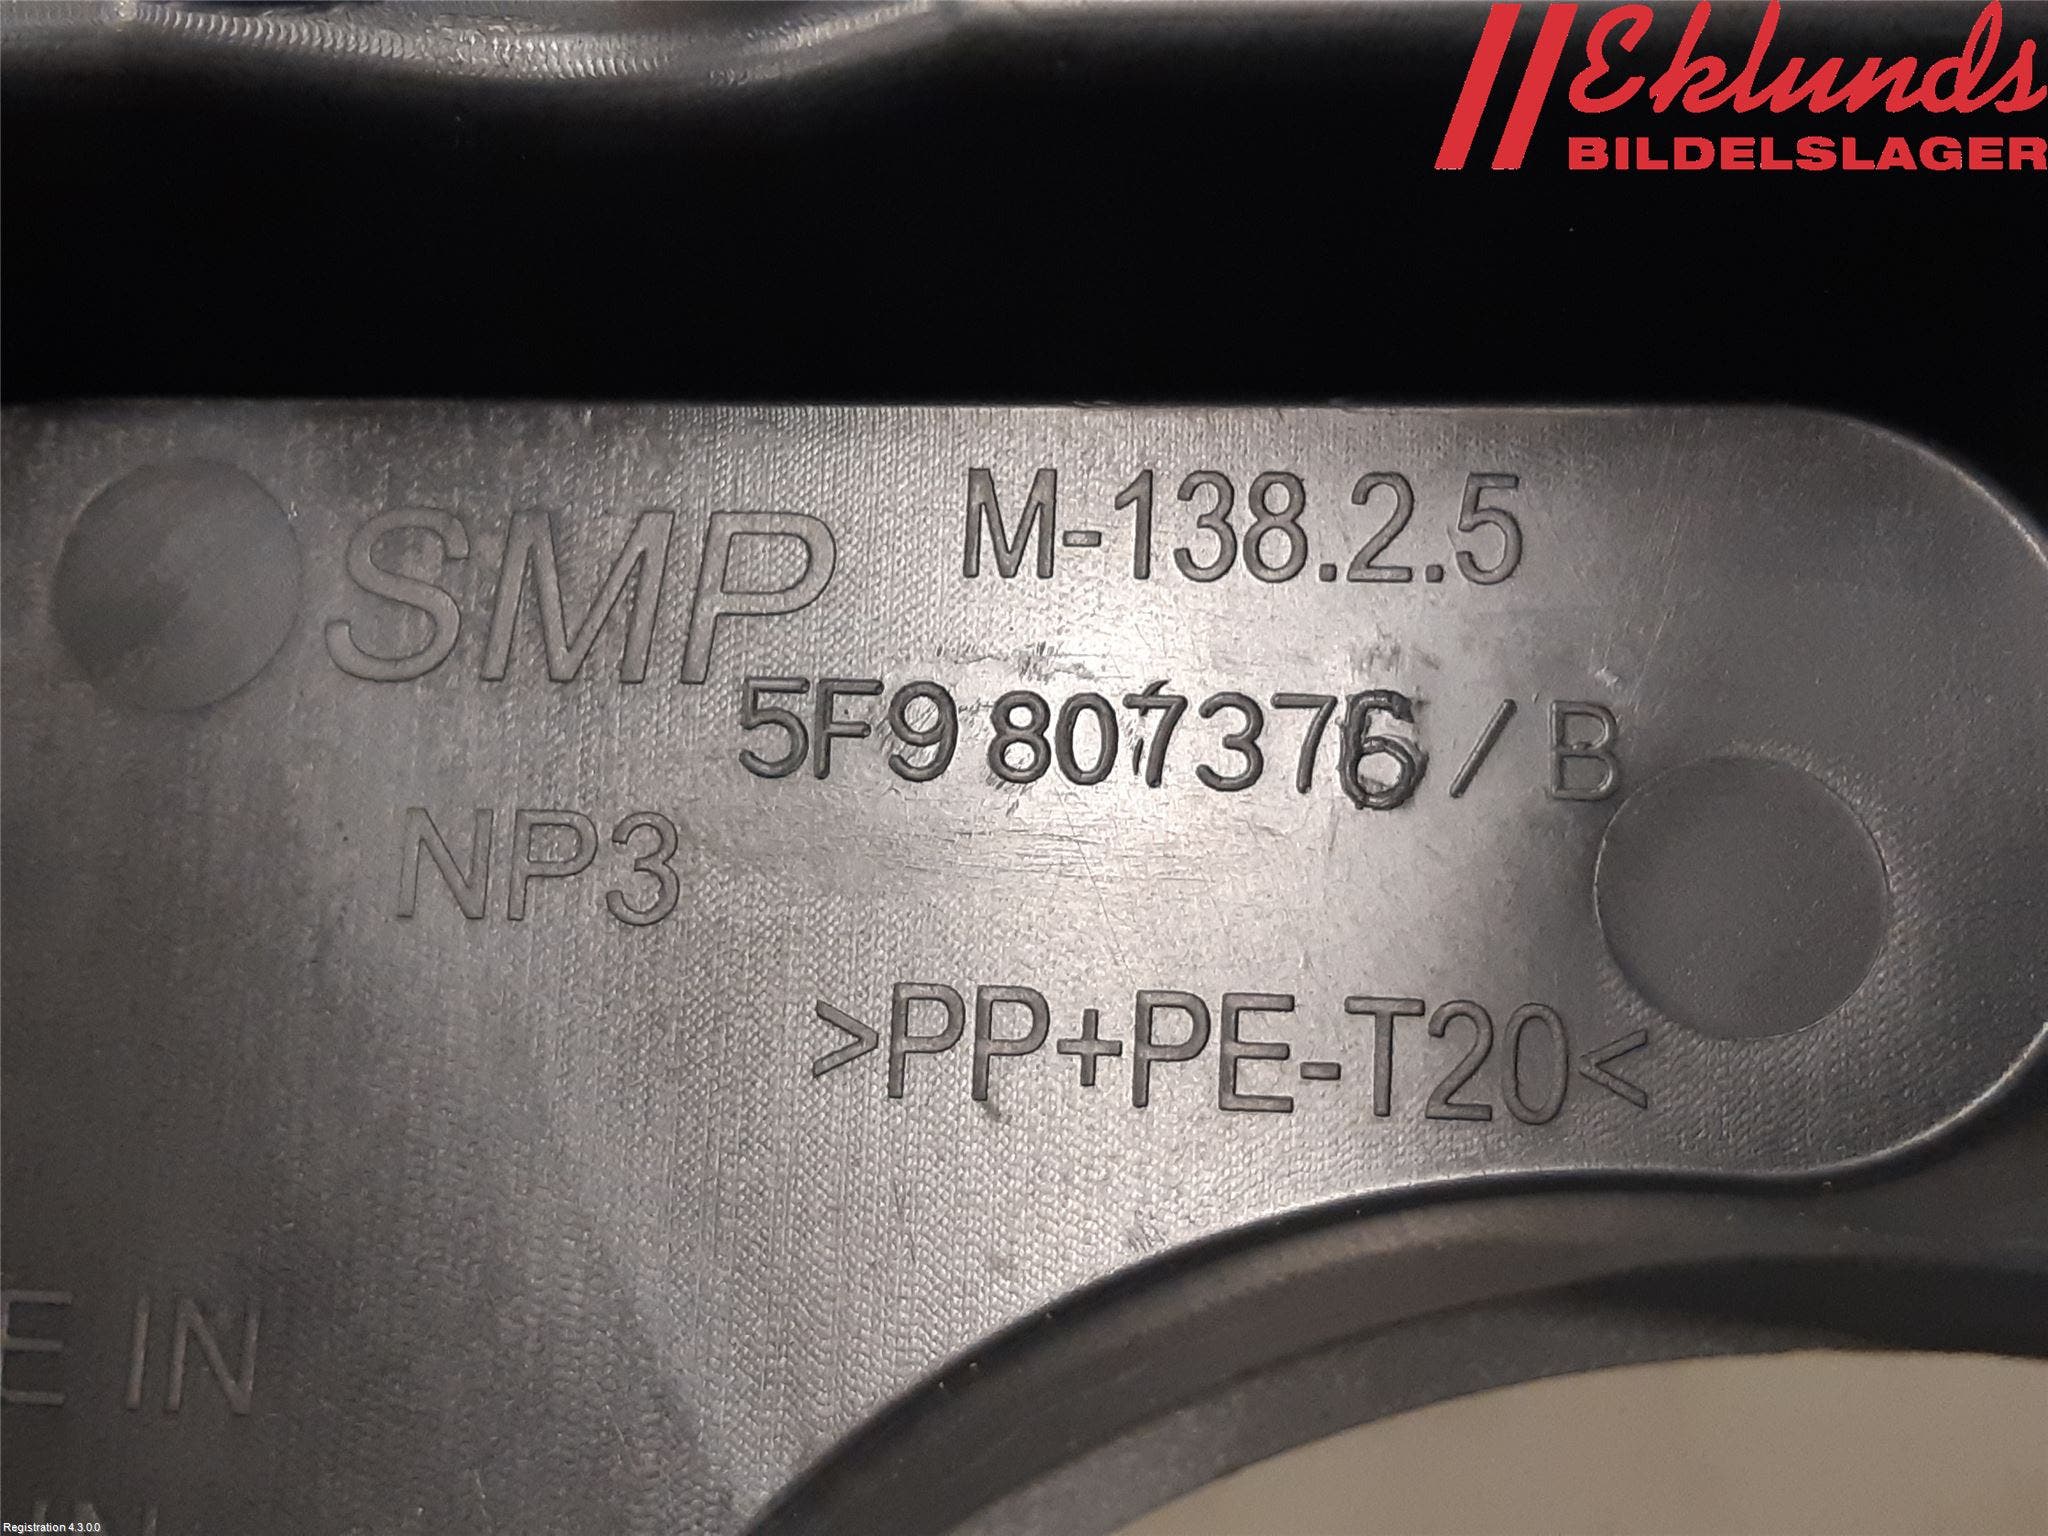 Eklunds
BILDELSLAGER
SMP
M-138.2.5
5F9 807376 / B
NP3
>PP+PE-T20<
E IN
Registration 4.3.0.0